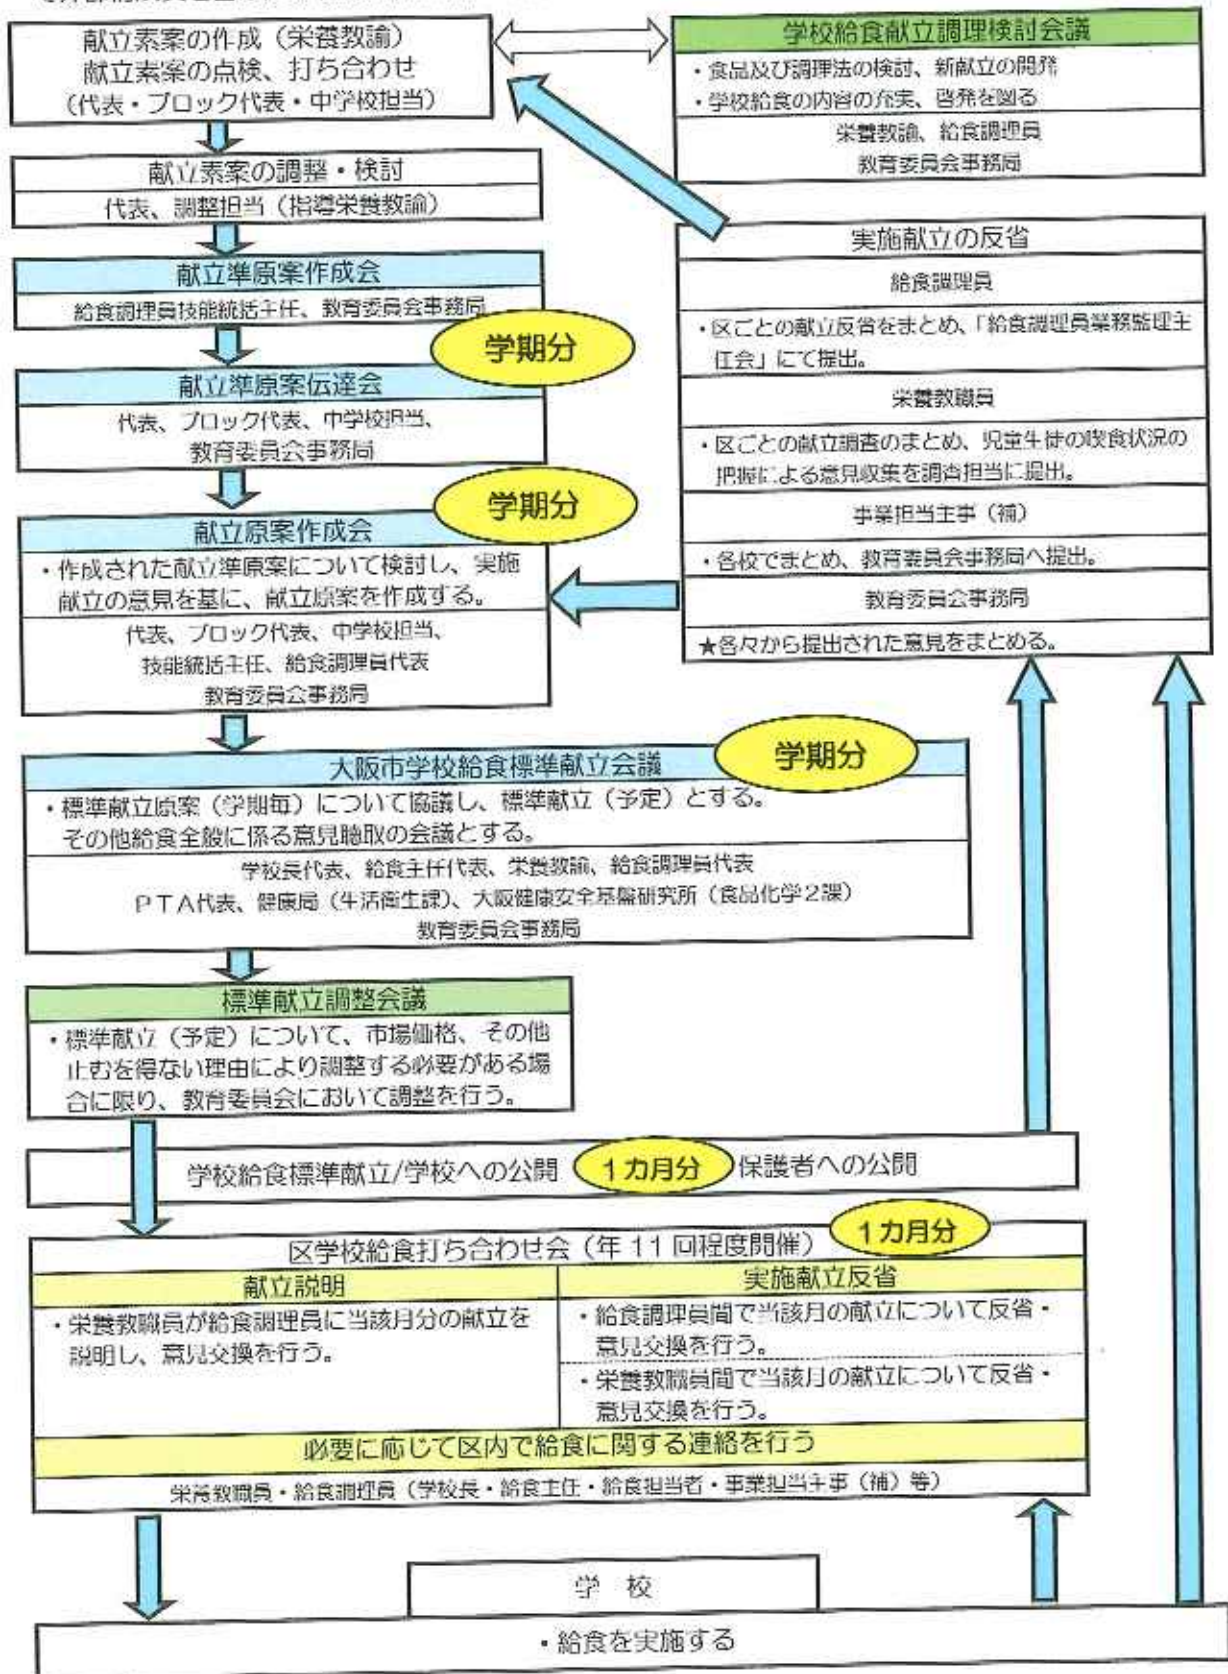 献立素案の作成（栄養教諭）
献立素案の点検、打ち合わせ
（代表・ブロック代表・中学校担当）
学校給食献立調理検討会議
・食品及び調理法の検討、新献立の開発
・学校給食の内容の充実、啓発を図る
栄養教諭、給食調理員
教育委員会事務局
献立素案の調整・検討
代表、調整担当（指導栄養教諭）
献立準原案作成会
給食調理員技能統括主任、教育委員会事務局
学期分
献立準原案伝達会
代表、ブロック代表、中学校担当、
教育委員会事務局
学期分
献立原案作成会
・作成された献立準原案について検討し、実施
献立の意見を基に、献立原案を作成する。
代表、ブロック代表、中学校担当、
技能統括主任、給食調理員代表
教育委員会事務局
実施献立の反省
給食調理員
・区ごとの献立反省をまとめ、「給食調理員業務監理主
任会」にて提出。
栄養教職員
・区ごとの献立調査のまとめ、児童生徒の喫食状況の
把握による意見収集を調査担当に提出。
事業担当主事（補）
・各校でまとめ、教育委員会事務局へ提出。
教育委員会事務局
★各々から提出された意見をまとめる。
大阪市学校給食標準献立会議
学期分
・標準献立原案（学期毎）について協議し、標準献立（予定）とする。
その他給食全般に係る意見聴取の会議とする。
学校長代表、給食主任代表、栄養教諭、給食調理員代表
ＰＴＡ代表、健康局（生活衛生課）、大阪健康安全基盤研究所（食品化学２課）
教育委員会事務局
標準献立調整会議
・標準献立（予定）について、市場価格、その他
止むを得ない理由により調整する必要がある場
合に限り、教育委員会において調整を行う。
学校給食標準献立/学校への公開 １カ月分 保護者への公開
区学校給食打ち合わせ会（年 11 回程度開催） １カ月分
献立説明
・栄養教職員が給食調理員に当該月分の献立を
説明し、意見交換を行う。
実施献立反省
・給食調理員間で当該月の献立について反省・
意見交換を行う。
・栄養教職員間で当該月の献立について反省・
意見交換を行う。
必要に応じて区内で給食に関する連絡を行う
栄養教職員・給食調理員（学校長・給食主任・給食担当者・事業担当主事（補）等）
学 校
・給食を実施する